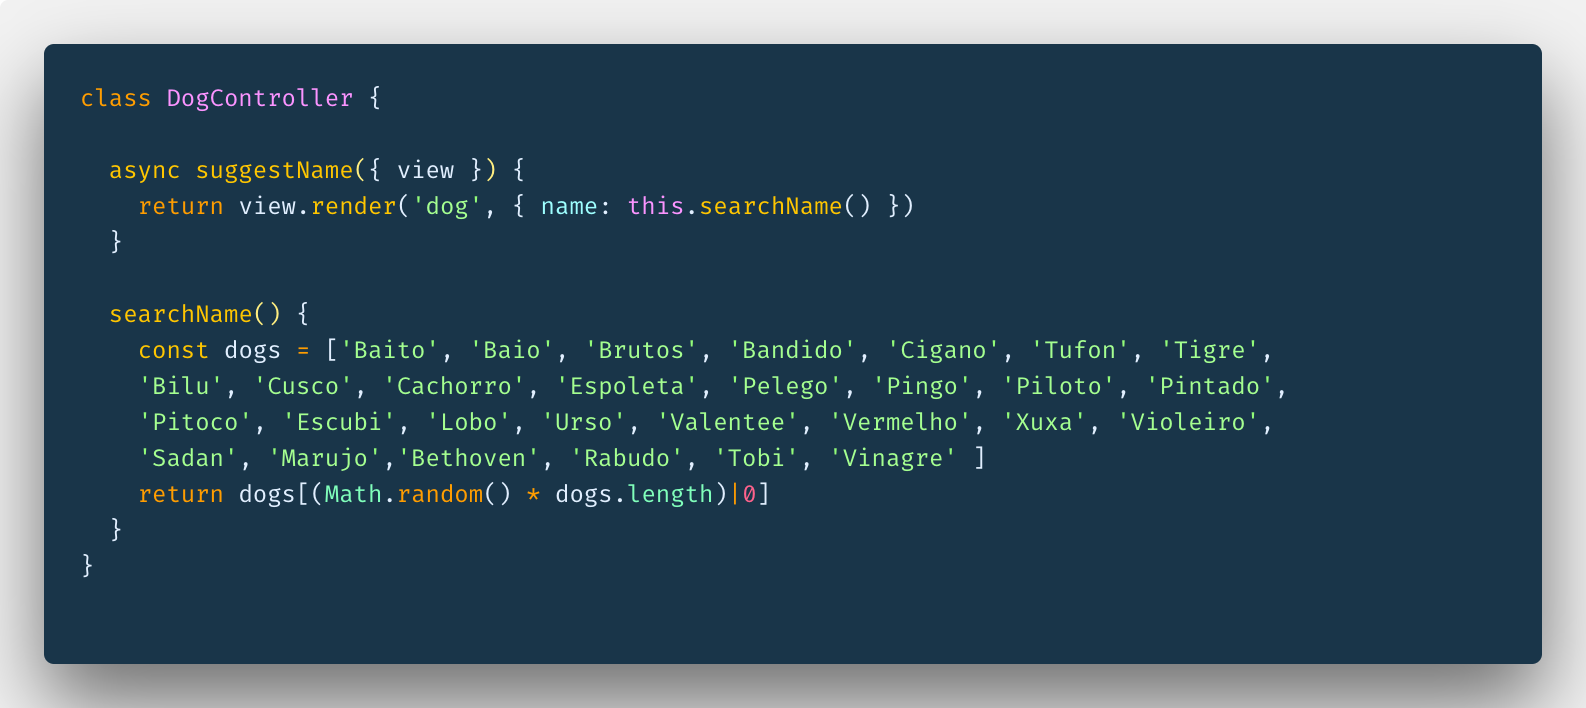 class DogController {
async suggestName({ view }) {
return view.render('dog', { name: this.searchName() })
}
searchName() {
const dogs = ['Baito', 'Baio', 'Brutos', 'Bandido', 'Cigano', 'Tufon', 'Tigre',
'Bilu', 'Cusco', 'Cachorro', 'Espoleta', 'Pelego', 'Pingo', 'Piloto', 'Pintado',
'Pitoco', 'Escubi', 'Lobo', 'Urso', 'Valentee', 'Vermelho', 'Xuxa', 'Violeiro',
'Sadan', 'Marujo','Bethoven', 'Rabudo', 'Tobi', 'Vinagre' ]
return dogs[(Math.random() * dogs.length)|0]
}
}